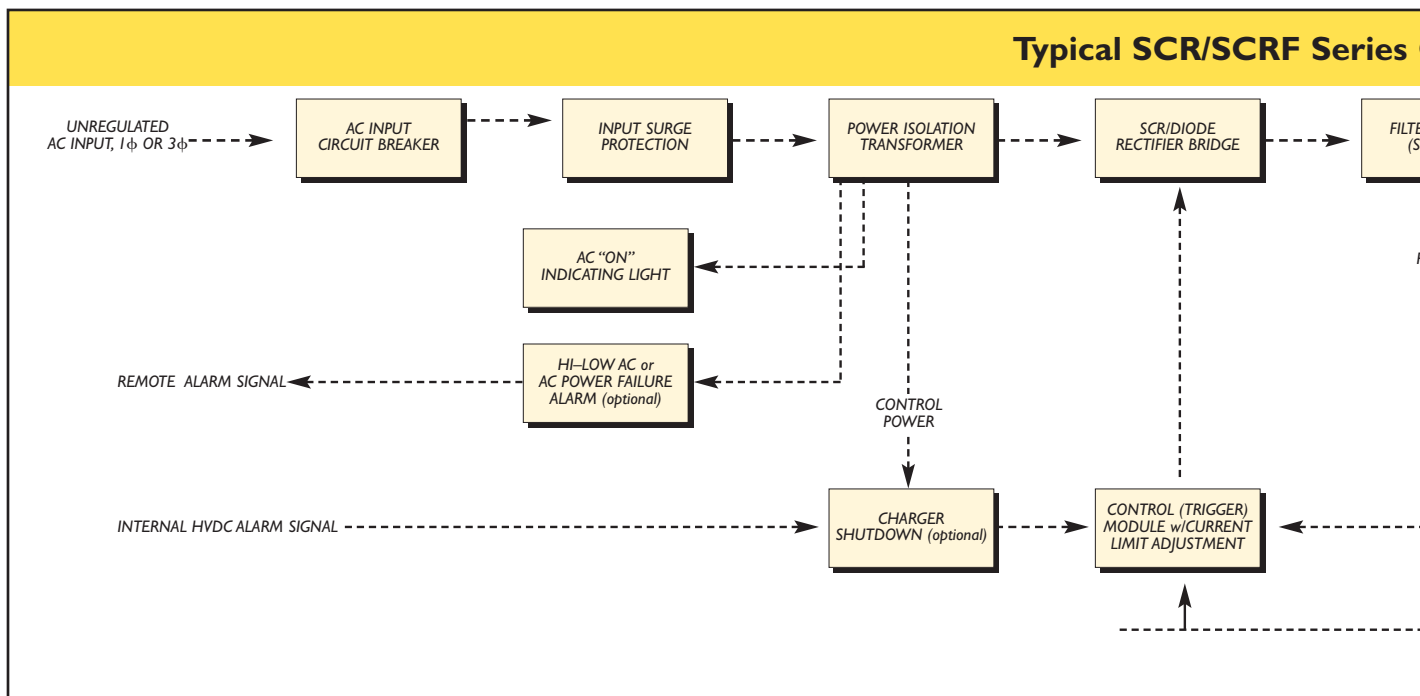 Typical SCR/SCRF Series
UNREGULATED
AC INPUT, 1ϕ OR 3ϕ
AC INPUT
CIRCUIT BREAKER
INPUT SURGE
PROTECTION
POWER ISOLATION
TRANSFORMER
SCR/DIODE
RECTIFIER BRIDGE
FILTE
(S
AC “ON”
INDICATING LIGHT
HI–LOW AC or
AC POWER FAILURE
ALARM (optional)
REMOTE ALARM SIGNAL
CONTROL
POWER
INTERNAL HVDC ALARM SIGNAL
CHARGER
SHUTDOWN (optional)
CONTROL (TRIGGER)
MODULE w/CURRENT
LIMIT ADJUSTMENT